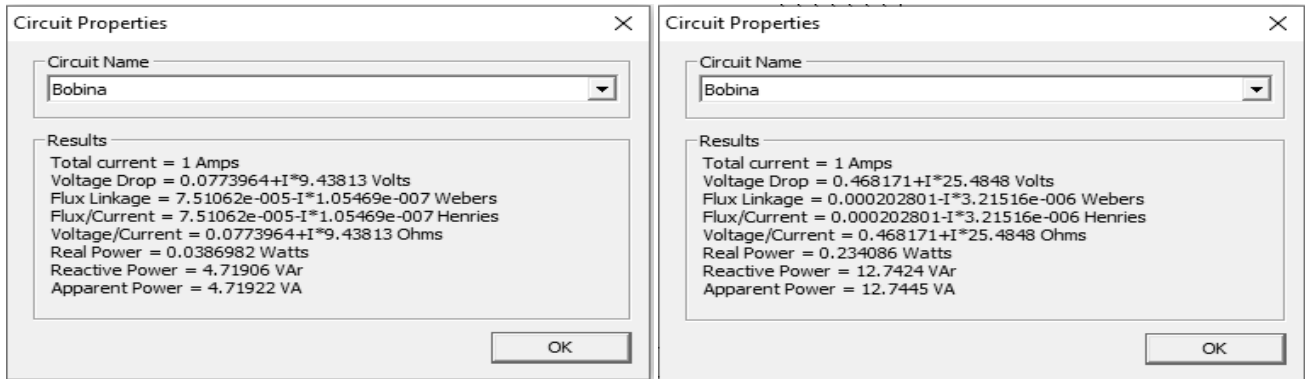 Circuit Properties
Circuit Name
Bobina
Results
Total current = 1 Amps
Voltage Drop = 0.0773964+I*9.43813 Volts
Flux Linkage = 7.51062e-005-I*1.05469e-007 Webers
Flux/Current = 7.51062e-005-I*1.05469e-007 Henries
Voltage/Current = 0.0773964+I*9.43813 Ohms
Real Power = 0.0386982 Watts
Reactive Power = 4.71906 VAr
Apparent Power = 4.71922 VA
OK
Circuit Properties
Circuit Name
Bobina
Results
Total current = 1 Amps
Voltage Drop = 0.468171+I*25.4848 Volts
Flux Linkage = 0.000202801-I*3.21516e-006 Webers
Flux/Current = 0.000202801-I*3.21516e-006 Henries
Voltage/Current = 0.468171+I*25.4848 Ohms
Real Power = 0.234086 Watts
Reactive Power = 12.7424 VAr
Apparent Power = 12.7445 VA
OK